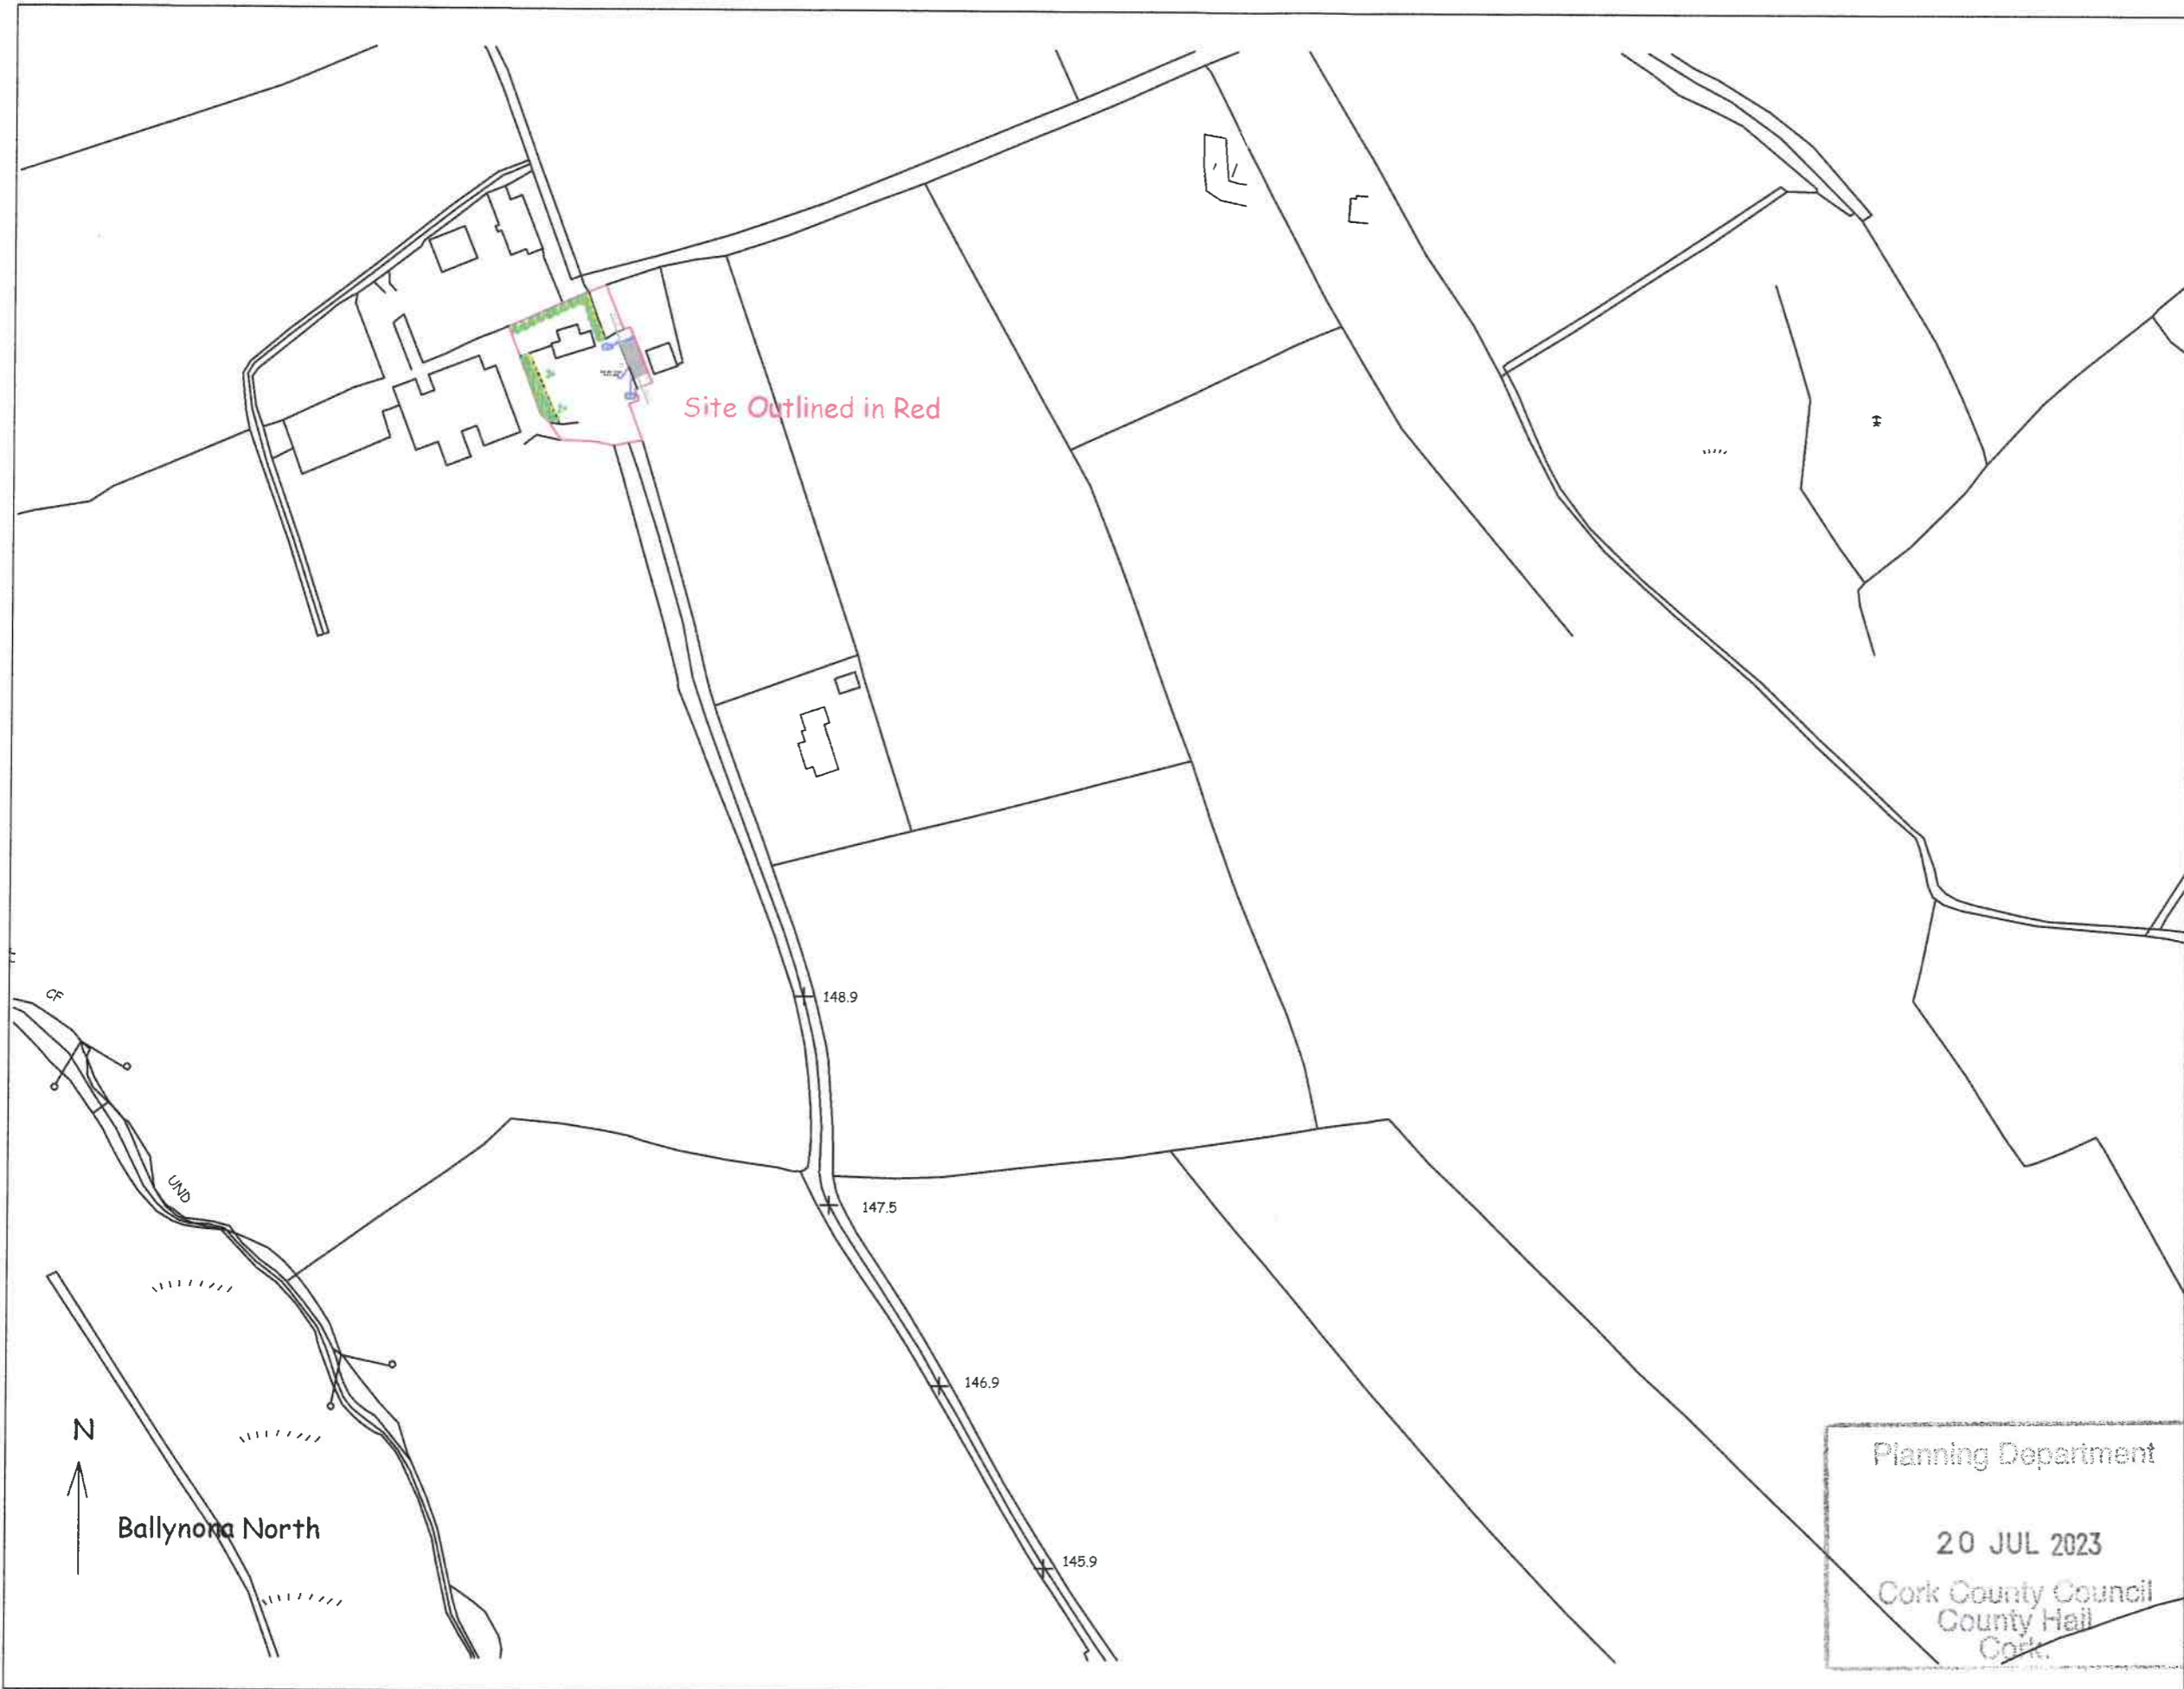 Site Outlined in Red
148.9
CF
UND
147.5
146.9
N
Ballynona North
145.9
Planning Department
20 JUL 2023
Cork County Council
County Hall
Cork.